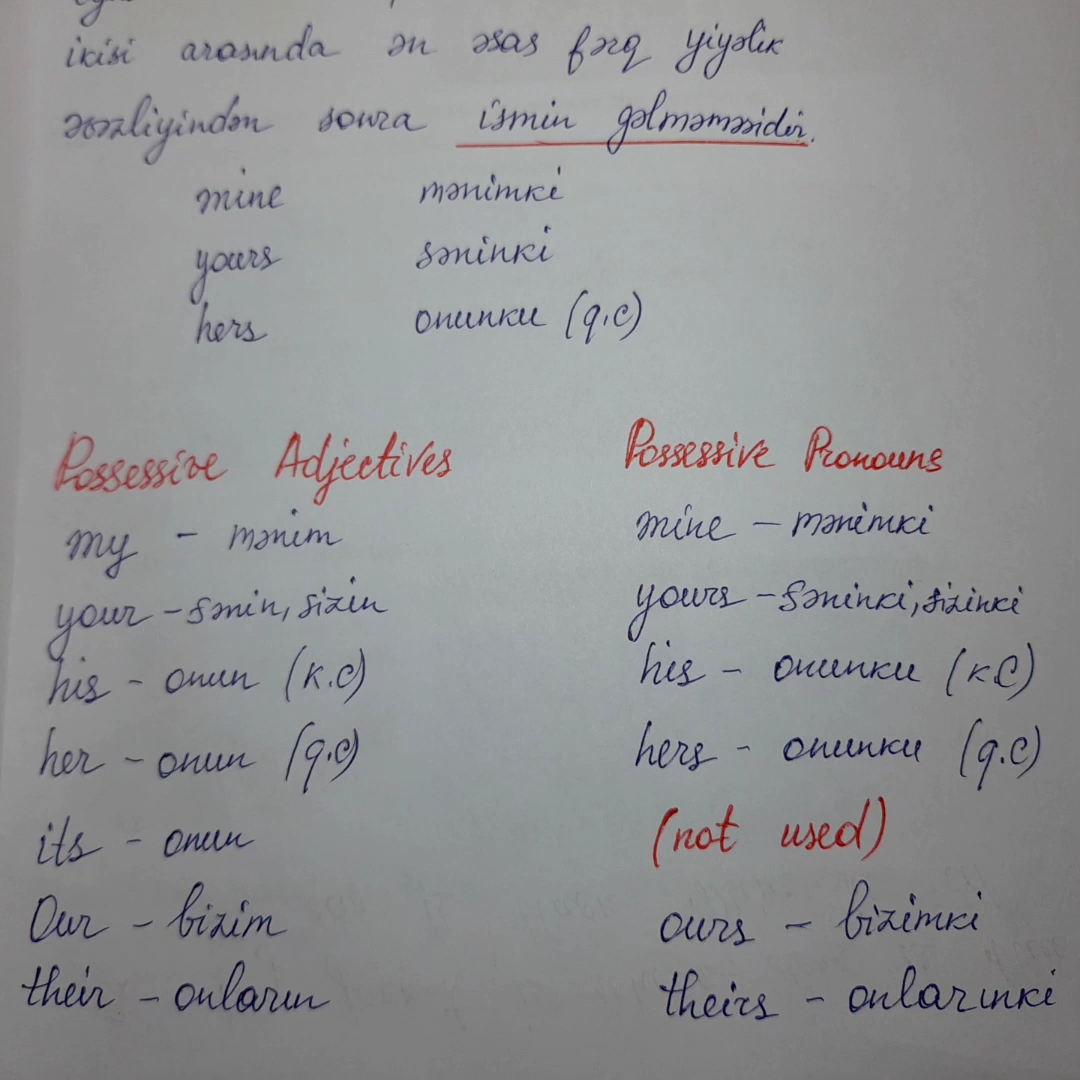 ikisi arasında ən əsas fərq yiyəlik
əvəzliyindən sonra ismin gəlməməsidir.
mine mənimki
yours səninki
hers onunku (q.c)
Possessive Adjectives Possessive Pronouns
my - mənim mine - mənimki
your - sənin, sizin yours - səninki, sizinki
his - onun (k.c) his - onunku (k.c)
her - onun (q.c) hers - onunku (q.c)
its - onun (not used)
Our - bizim ours - bizimki
their - onların theirs - onlarınki